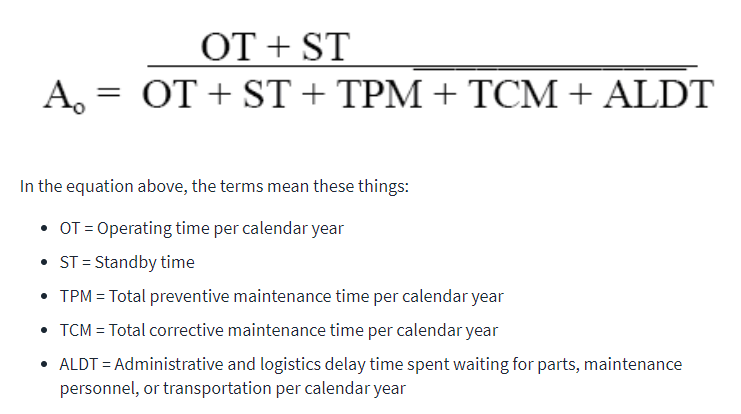 OT + ST
Aₒ = OT + ST + TPM + TCM + ALDT
In the equation above, the terms mean these things:
• OT = Operating time per calendar year
• ST = Standby time
• TPM = Total preventive maintenance time per calendar year
• TCM = Total corrective maintenance time per calendar year
• ALDT = Administrative and logistics delay time spent waiting for parts, maintenance
personnel, or transportation per calendar year